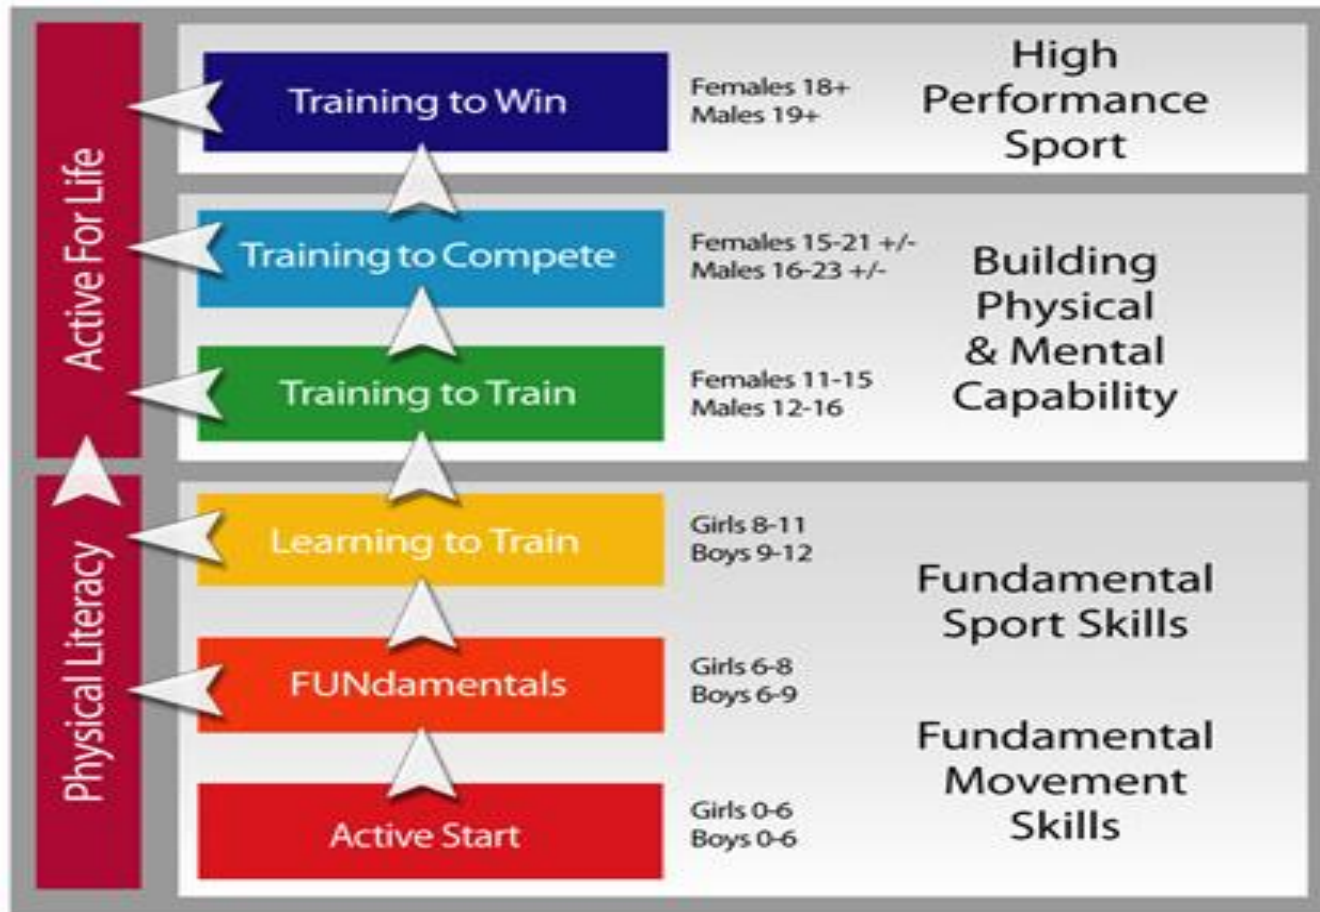 Active For Life
Physical Literacy
Training to Win
Females 18+
Males 19+
High
Performance
Sport
Training to Compete
Females 15-21 +/-
Males 16-23 +/-
Training to Train
Females 11-15
Males 12-16
Building
Physical
& Mental
Capability
Learning to Train
Girls 8-11
Boys 9-12
FUNdamentals
Girls 6-8
Boys 6-9
Active Start
Girls 0-6
Boys 0-6
Fundamental
Sport Skills
Fundamental
Movement
Skills